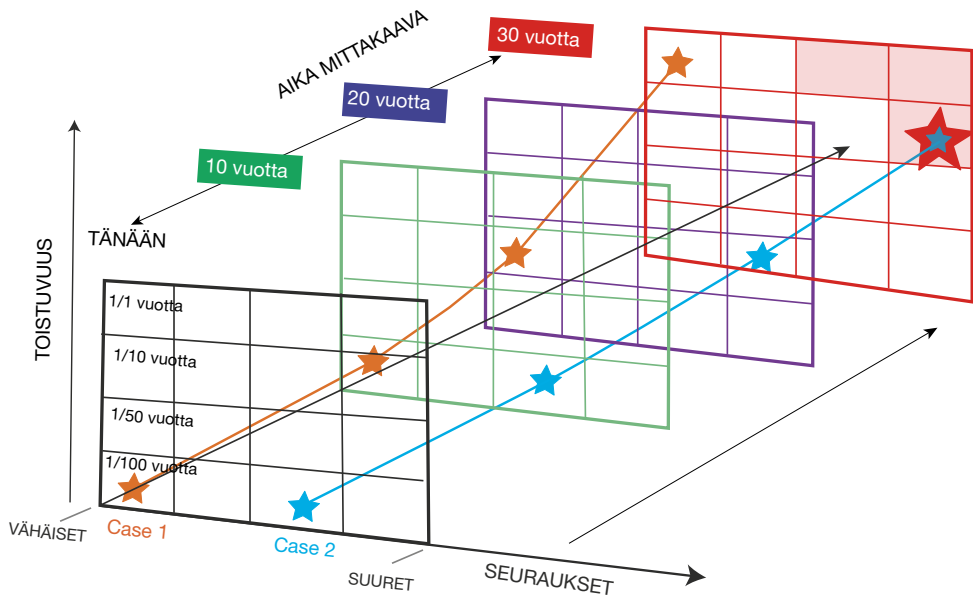 30 vuotta
AIKA MITTAKAAVA
20 vuotta
10 vuotta
TÄNÄÄN
TOISTUVUUS
1/1 vuotta
1/10 vuotta
1/50 vuotta
1/100 vuotta
VÄHÄISET
Case 1
Case 2
SUURET
SEURAUKSET